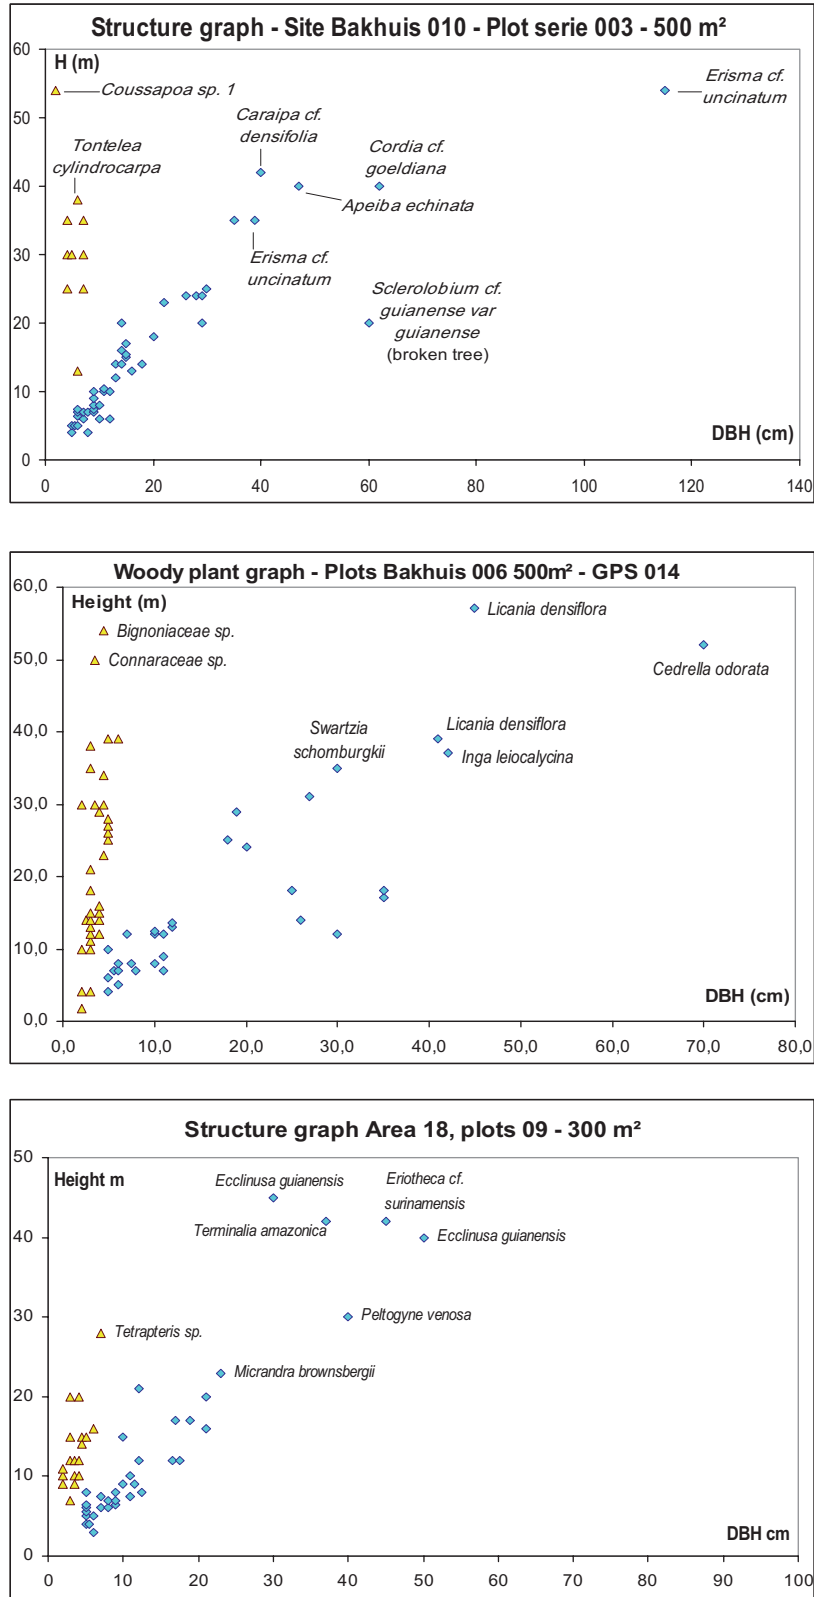 Structure graph - Site Bakhuis 010 - Plot serie 003 - 500 m²
60
H (m)
Coussapoa sp. 1
Erisma cf.
uncinatum
50
Caraipa cf.
densifolia
Tontelea
cylindrocarpa
Cordia cf.
goeldiana
40
Apeiba echinata
30
Erisma cf.
uncinatum
Sclerolobium cf.
guianense var
guianense
(broken tree)
20
10
DBH (cm)
0
0 20 40 60 80 100 120 140
Woody plant graph - Plots Bakhuis 006 500m² - GPS 014
60,0
Height (m)
Licania densiflora
Bignoniaceae sp.
Connaraceae sp.
Cedrella odorata
50,0
Swartzia
schomburgkii
Licania densiflora
Inga leiocalycina
40,0
30,0
20,0
10,0
DBH (cm)
0,0
0,0 10,0 20,0 30,0 40,0 50,0 60,0 70,0 80,0
Structure graph Area 18, plots 09 - 300 m²
50
Height m
Ecclinusa guianensis
Eriotheca cf.
surinamensis
Terminalia amazonica
Ecclinusa guianensis
40
Peltogyne venosa
30
Tetrapteris sp.
Micrandra brownsbergii
20
10
DBH cm
0
0 10 20 30 40 50 60 70 80 90 100